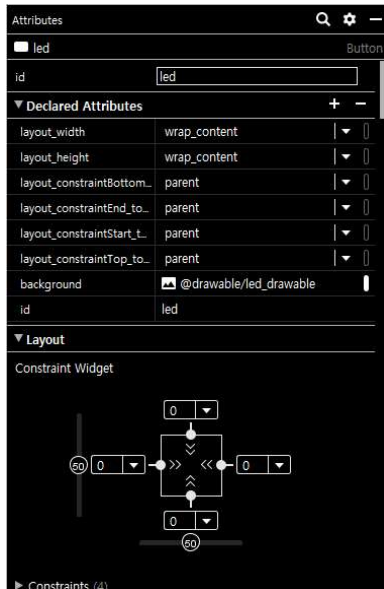 Attributes
led Button
id led
Declared Attributes
layout_width wrap_content
layout_height wrap_content
layout_constraintBottom... parent
layout_constraintEnd_to... parent
layout_constraintStart_t... parent
layout_constraintTop_to... parent
background @drawable/led_drawable
id led
Layout
Constraint Widget
0
50 0 0
0
50
Constraints (4)